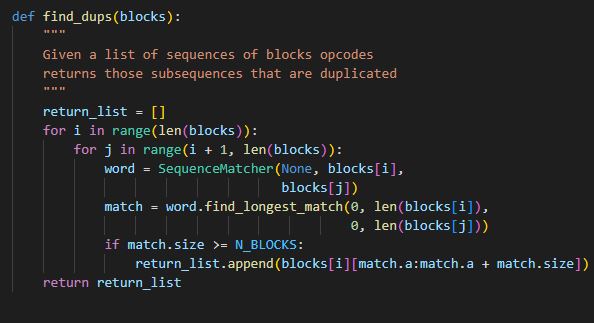 def find_dups(blocks):
    """
    Given a list of sequences of blocks opcodes
    returns those subsequences that are duplicated
    """
    return_list = []
    for i in range(len(blocks)):
        for j in range(i + 1, len(blocks)):
            word = SequenceMatcher(None, blocks[i],
                                   blocks[j])
            match = word.find_longest_match(0, len(blocks[i]),
                                            0, len(blocks[j]))
            if match.size >= N_BLOCKS:
                return_list.append(blocks[i][match.a:match.a + match.size])
    return return_list